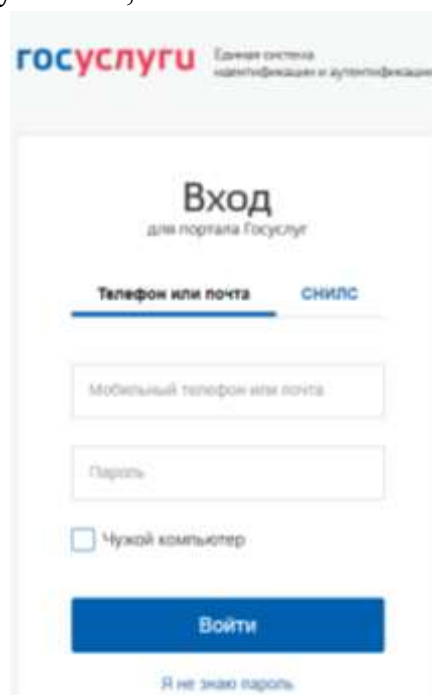 госуслуги
Единая система
идентификации и аутентификации
Вход
для портала Госуслуг
Телефон или почта СНИЛС
Мобильный телефон или почта
Пароль
Чужой компьютер
Войти
Я не знаю пароль